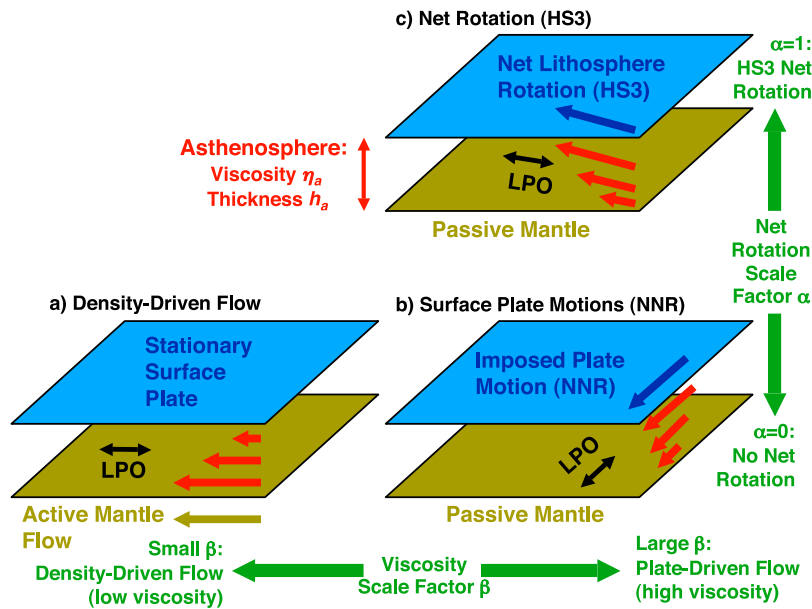 c) Net Rotation (HS3)
α=1:
HS3 Net
Rotation
Net Lithosphere
Rotation (HS3)
Asthenosphere:
Viscosity ηa
Thickness ha
LPO
Passive Mantle
Net
Rotation
Scale
Factor α
a) Density-Driven Flow
Stationary
Surface
Plate
LPO
Active Mantle
Flow
b) Surface Plate Motions (NNR)
Imposed Plate
Motion (NNR)
LPO
Passive Mantle
α=0:
No Net
Rotation
Small β:
Density-Driven Flow
(low viscosity)
Viscosity
Scale Factor β
Large β:
Plate-Driven Flow
(high viscosity)